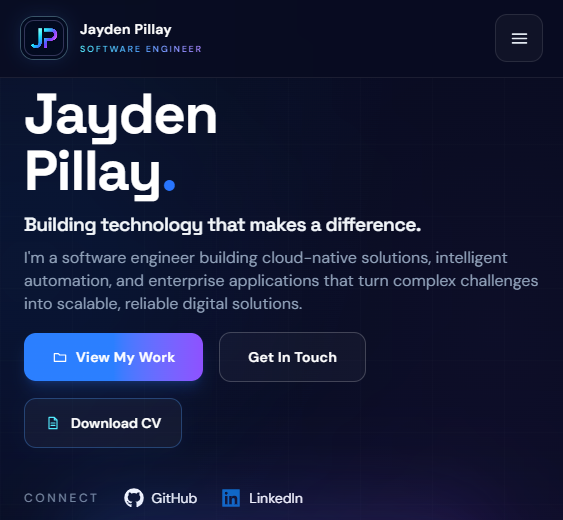 JP
Jayden Pillay
SOFTWARE ENGINEER
Jayden
Pillay.
Building technology that makes a difference.
I'm a software engineer building cloud-native solutions, intelligent
automation, and enterprise applications that turn complex challenges
into scalable, reliable digital solutions.
View My Work
Get In Touch
Download CV
CONNECT
GitHub
LinkedIn